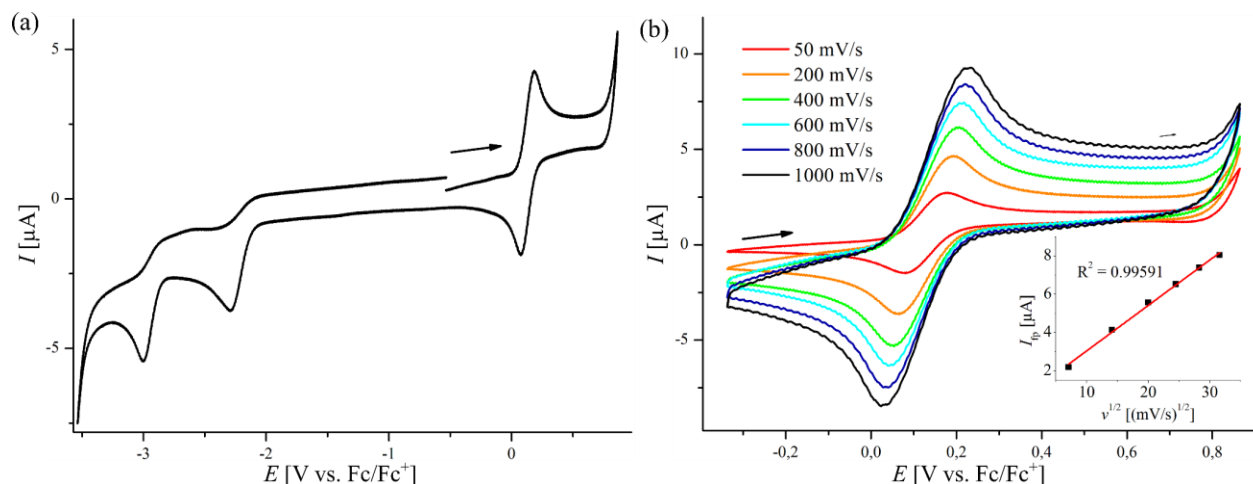 (a)
5
0
-5
I [μA]
-3
-2
-1
0
E [V vs. Fc/Fc⁺]
(b)
50 mV/s
200 mV/s
400 mV/s
600 mV/s
800 mV/s
1000 mV/s
10
5
0
-5
I [μA]
-0,2
0,0
0,2
0,4
0,6
0,8
E [V vs. Fc/Fc⁺]
R² = 0.99591
8
6
4
2
I_fp [μA]
10
20
30
v^1/2 [(mV/s)^1/2]